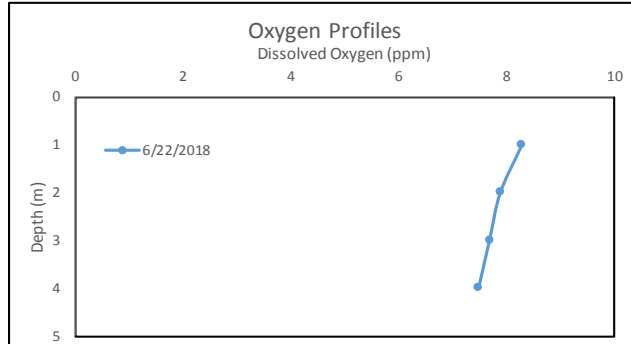 Oxygen Profiles
Dissolved Oxygen (ppm)
0 2 4 6 8 10
0
1
6/22/2018
2
Depth (m)
3
4
5